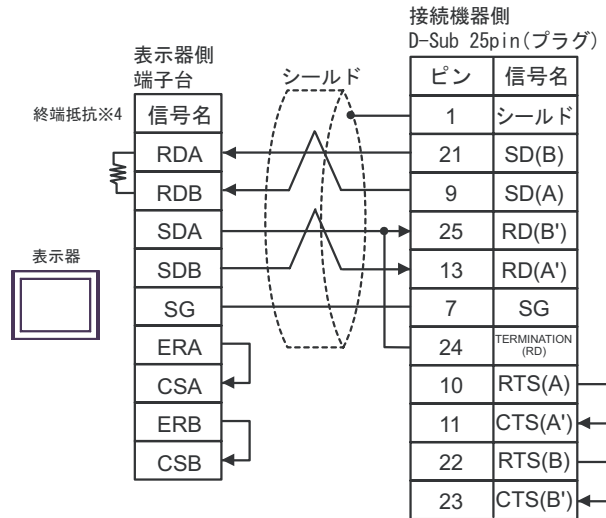 接続機器側
D-Sub 25pin(プラグ)
表示器側
端子台
シールド
ピン 信号名
終端抵抗※4 信号名
1 シールド
RDA 21 SD(B)
RDB 9 SD(A)
SDA 25 RD(B')
表示器
SDB 13 RD(A')
SG 7 SG
ERA 24 TERMINATION
(RD)
CSA 10 RTS(A)
ERB 11 CTS(A')
CSB 22 RTS(B)
23 CTS(B')